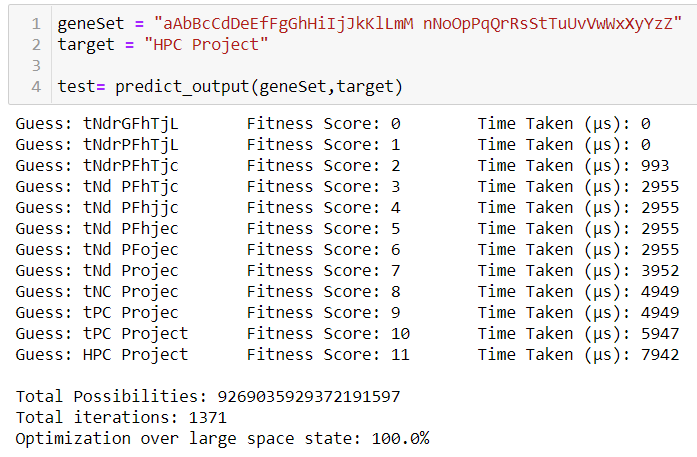 1 geneSet = "aAbBcCdDeEfFgGhHiIjJkKlLmM nNoOpPqQrRsStTuUvVwWxXyYzZ"
2 target = "HPC Project"
3
4 test= predict_output(geneSet,target)
Guess: tNdrGFhTjL Fitness Score: 0 Time Taken (µs): 0
Guess: tNdrPFhTjL Fitness Score: 1 Time Taken (µs): 0
Guess: tNdrPFhTjc Fitness Score: 2 Time Taken (µs): 993
Guess: tNd PFhTjc Fitness Score: 3 Time Taken (µs): 2955
Guess: tNd PFhjjc Fitness Score: 4 Time Taken (µs): 2955
Guess: tNd PFhjec Fitness Score: 5 Time Taken (µs): 2955
Guess: tNd PFojec Fitness Score: 6 Time Taken (µs): 2955
Guess: tNd Projec Fitness Score: 7 Time Taken (µs): 3952
Guess: tNC Projec Fitness Score: 8 Time Taken (µs): 4949
Guess: tPC Projec Fitness Score: 9 Time Taken (µs): 4949
Guess: tPC Project Fitness Score: 10 Time Taken (µs): 5947
Guess: HPC Project Fitness Score: 11 Time Taken (µs): 7942
Total Possibilities: 9269035929372191597
Total iterations: 1371
Optimization over large space state: 100.0%